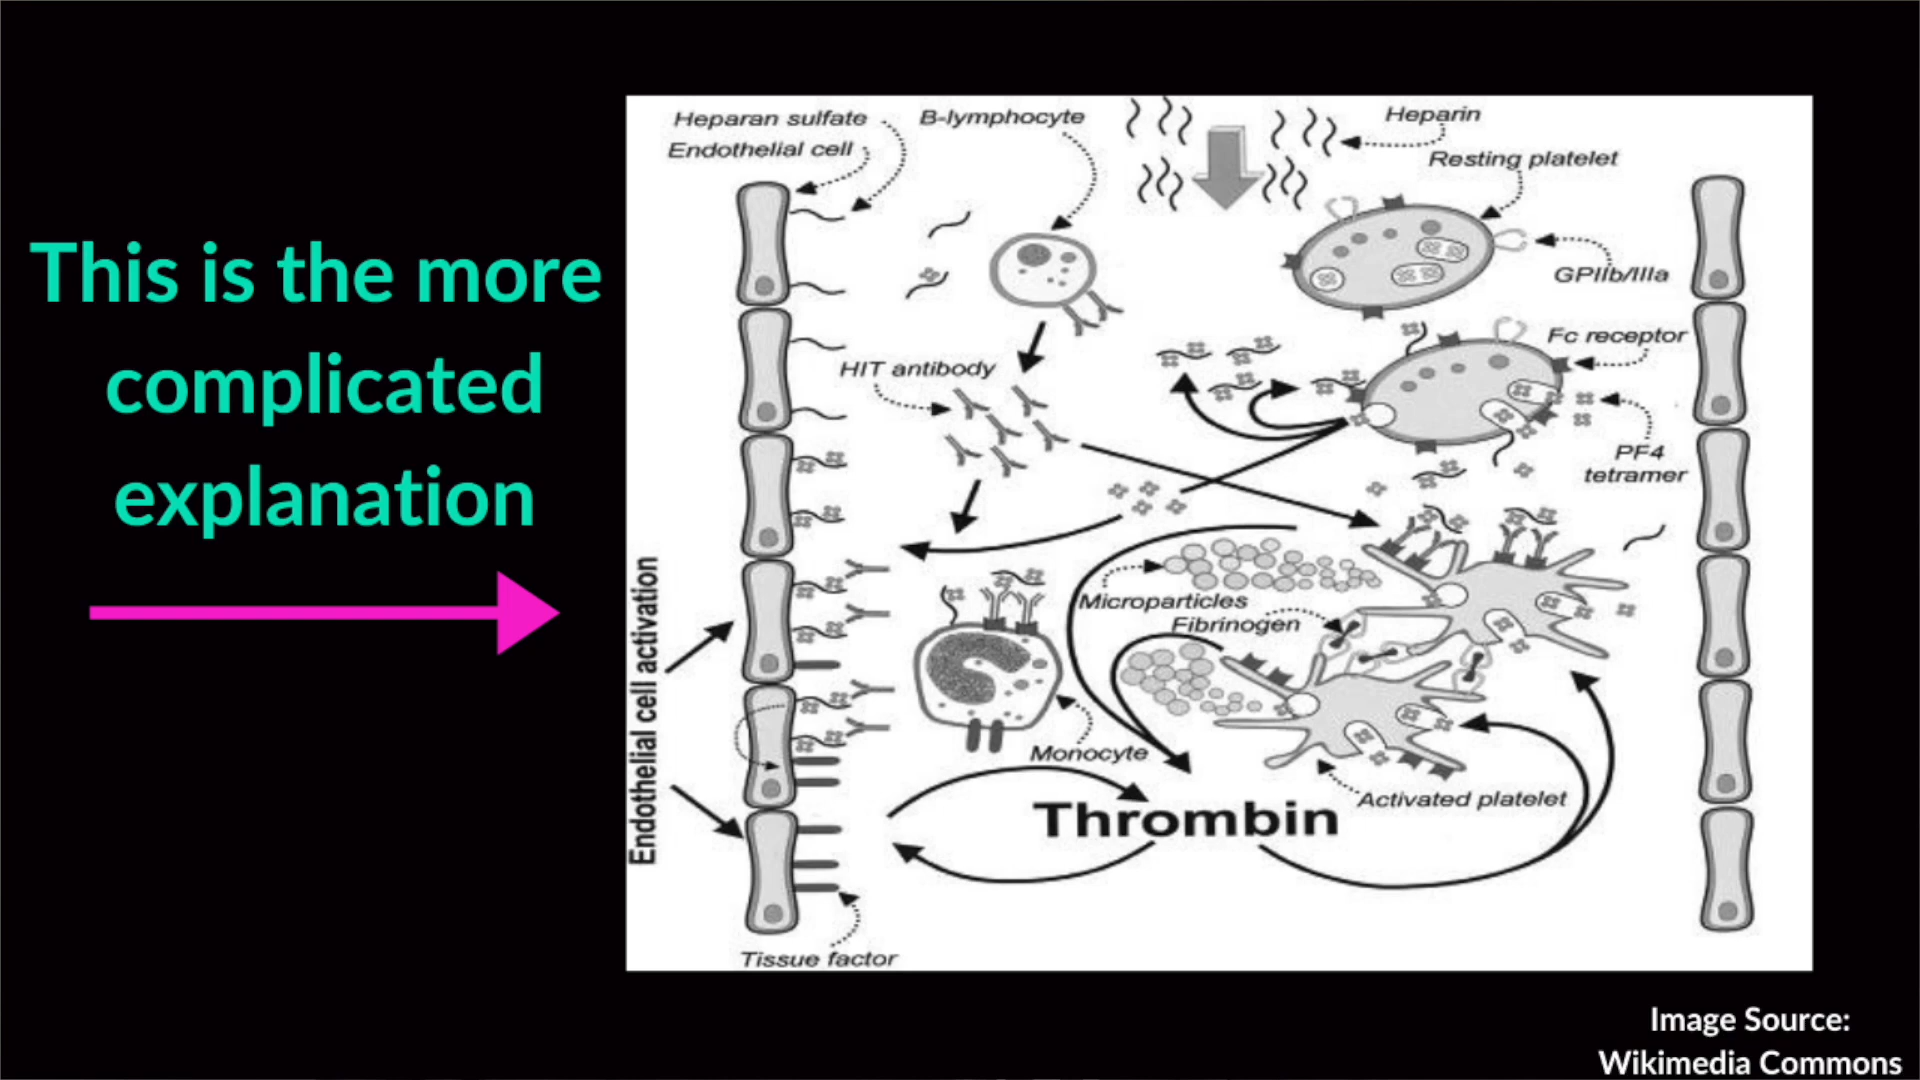 This is the more
complicated
explanation
Heparan sulfate
Endothelial cell
B-lymphocyte
Heparin
Resting platelet
GPIIb/IIIa
Fc receptor
HIT antibody
PF4
tetramer
Endothelial cell activation
Microparticles
Fibrinogen
Monocyte
Activated platelet
Thrombin
Tissue factor
Image Source:
Wikimedia Commons